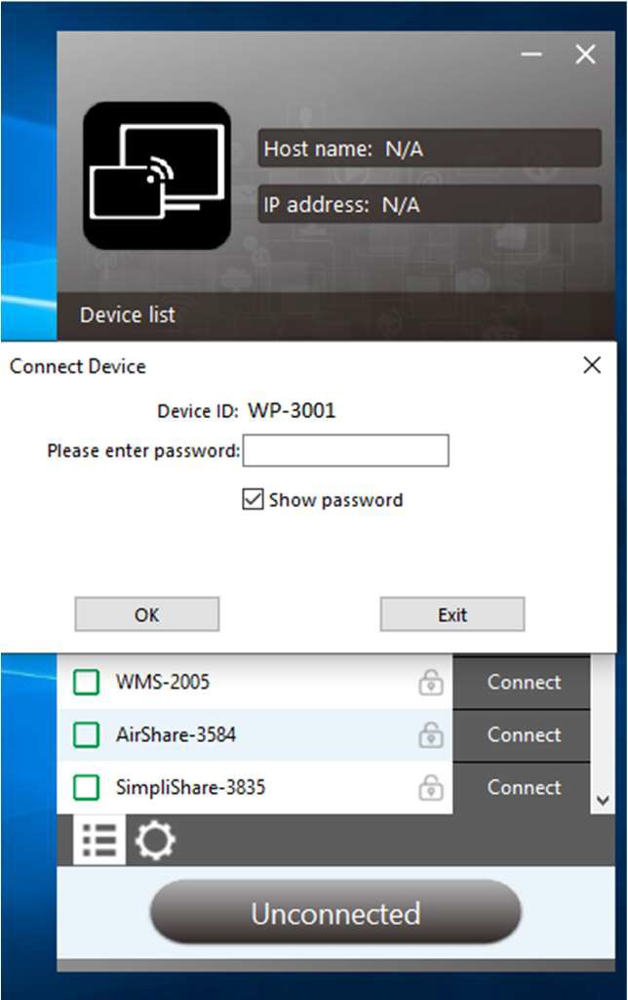 Host name: N/A
IP address: N/A
Device list
Connect Device
Device ID: WP-3001
Please enter password:
Show password
OK Exit
WMS-2005 Connect
AirShare-3584 Connect
SimpliShare-3835 Connect
Unconnected